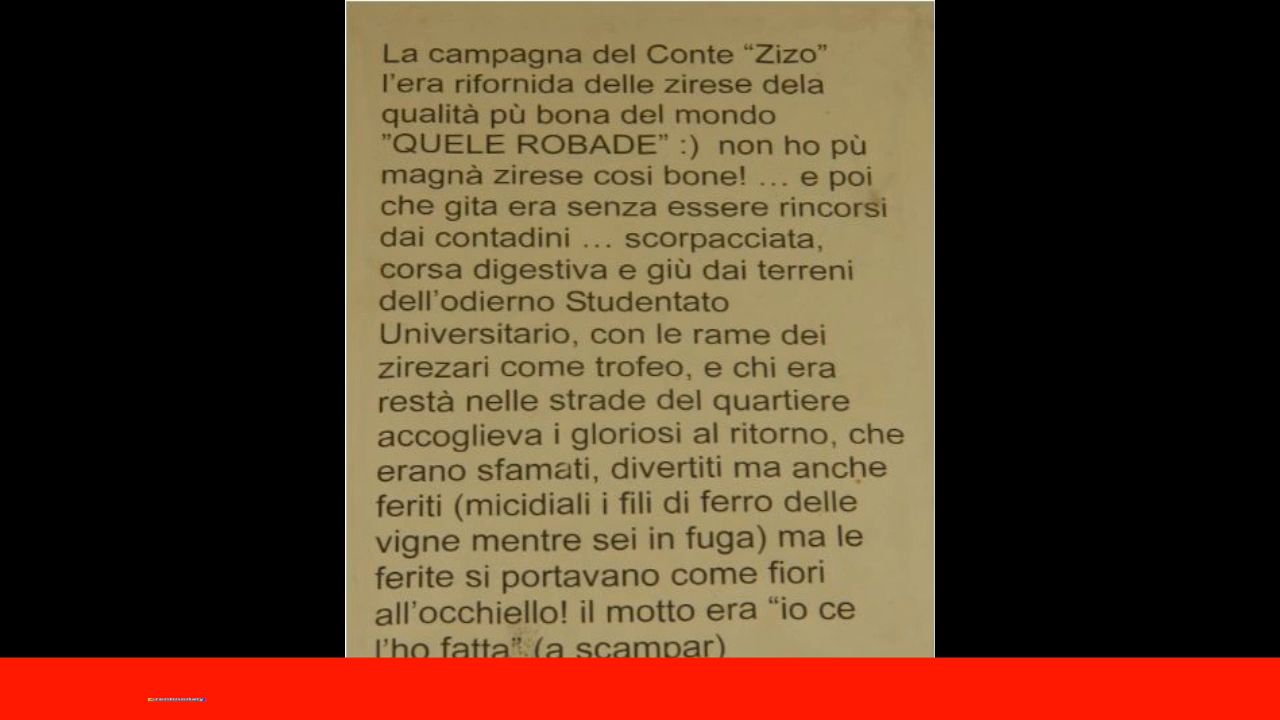 La campagna del Conte “Zizo”
l’era rifornida delle zirese dela
qualità pù bona del mondo
”QUELE ROBADE” :)  non ho pù
magnà zirese cosi bone! … e poi
che gita era senza essere rincorsi
dai contadini … scorpacciata,
corsa digestiva e giù dai terreni
dell’odierno Studentato
Universitario, con le rame dei
zirezari come trofeo, e chi era
restà nelle strade del quartiere
accoglieva i gloriosi al ritorno, che
erano sfamati, divertiti ma anche
feriti (micidiali i fili di ferro delle
vigne mentre sei in fuga) ma le
ferite si portavano come fiori
all’occhiello! il motto era “io ce
l’ho fatta” (a scampar)